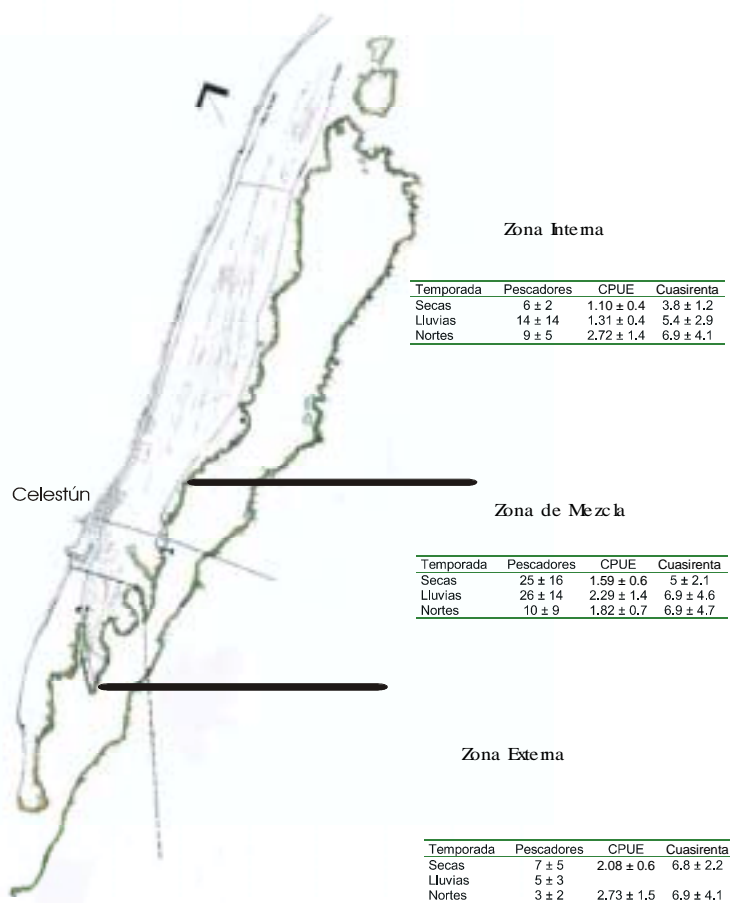 Zona Interna
Temporada Pescadores CPUE Cuasirenta
Secas 6 ± 2 1.10 ± 0.4 3.8 ± 1.2
Lluvias 14 ± 14 1.31 ± 0.4 5.4 ± 2.9
Nortes 9 ± 5 2.72 ± 1.4 6.9 ± 4.1
Celestún
Zona de Mezcla
Temporada Pescadores CPUE Cuasirenta
Secas 25 ± 16 1.59 ± 0.6 5 ± 2.1
Lluvias 26 ± 14 2.29 ± 1.4 6.9 ± 4.6
Nortes 10 ± 9 1.82 ± 0.7 6.9 ± 4.7
Zona Externa
Temporada Pescadores CPUE Cuasirenta
Secas 7 ± 5 2.08 ± 0.6 6.8 ± 2.2
Lluvias 5 ± 3
Nortes 3 ± 2 2.73 ± 1.5 6.9 ± 4.1